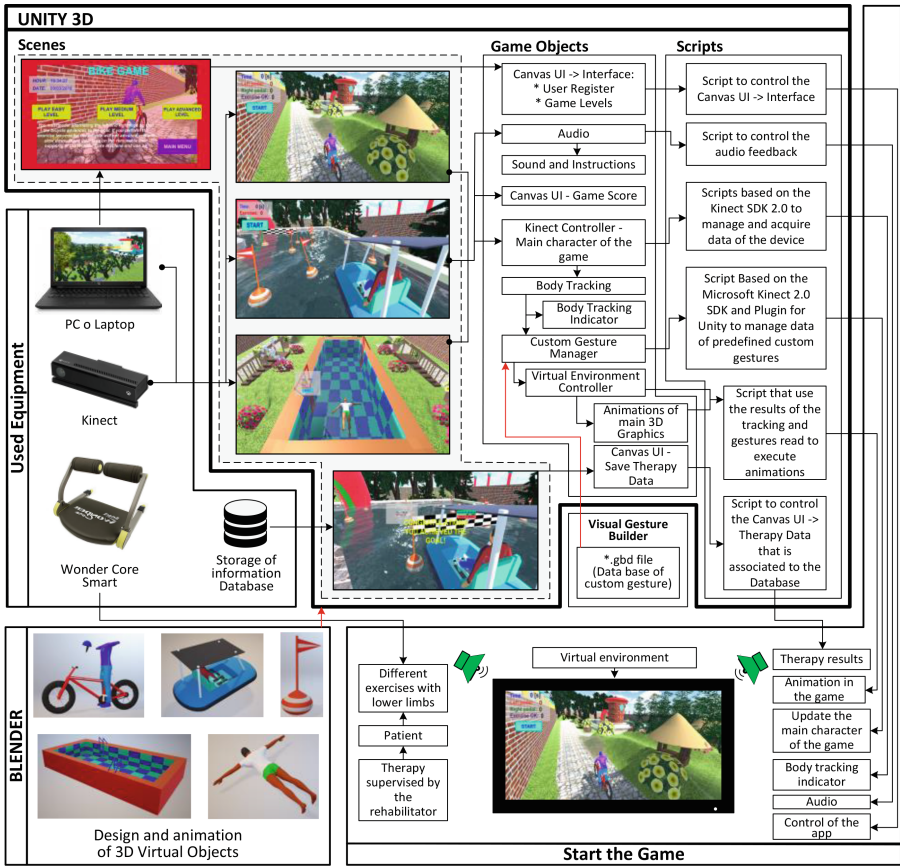 UNITY 3D
Scenes
BIKE GAME
PLAY EASY
LEVEL
PLAY MEDIUM
LEVEL
PLAY ADVANCED
LEVEL
MAIN MENU
START
START
GOAL!
Game Objects
Canvas UI -> Interface:
* User Register
* Game Levels
Audio
Sound and Instructions
Canvas UI - Game Score
Kinect Controller -
Main character of the
game
Body Tracking
Body Tracking
Indicator
Custom Gesture
Manager
Virtual Environment
Controller
Animations of
main 3D
Graphics
Canvas UI -
Save Therapy
Data
Scripts
Script to control the
Canvas UI -> Interface
Script to control the
audio feedback
Scripts based on the
Kinect SDK 2.0 to
manage and acquire
data of the device
Script Based on the
Microsoft Kinect 2.0
SDK and Plugin for
Unity to manage data
of predefined custom
gestures
Script that use
the results of the
tracking and
gestures read to
execute
animations
Script to control
the Canvas UI ->
Therapy Data
that is
associated to the
Database
Visual Gesture
Builder
*.gbd file
(Data base of
custom gesture)
Used Equipment
PC o Laptop
Kinect
Wonder Core
Smart
Storage of
information
Database
BLENDER
Design and animation
of 3D Virtual Objects
Different
exercises with
lower limbs
Patient
Therapy
supervised by
the
rehabilitator
Virtual environment
START
Therapy results
Animation in
the game
Update the
main character
of the game
Body tracking
indicator
Audio
Control of the
app
Start the Game